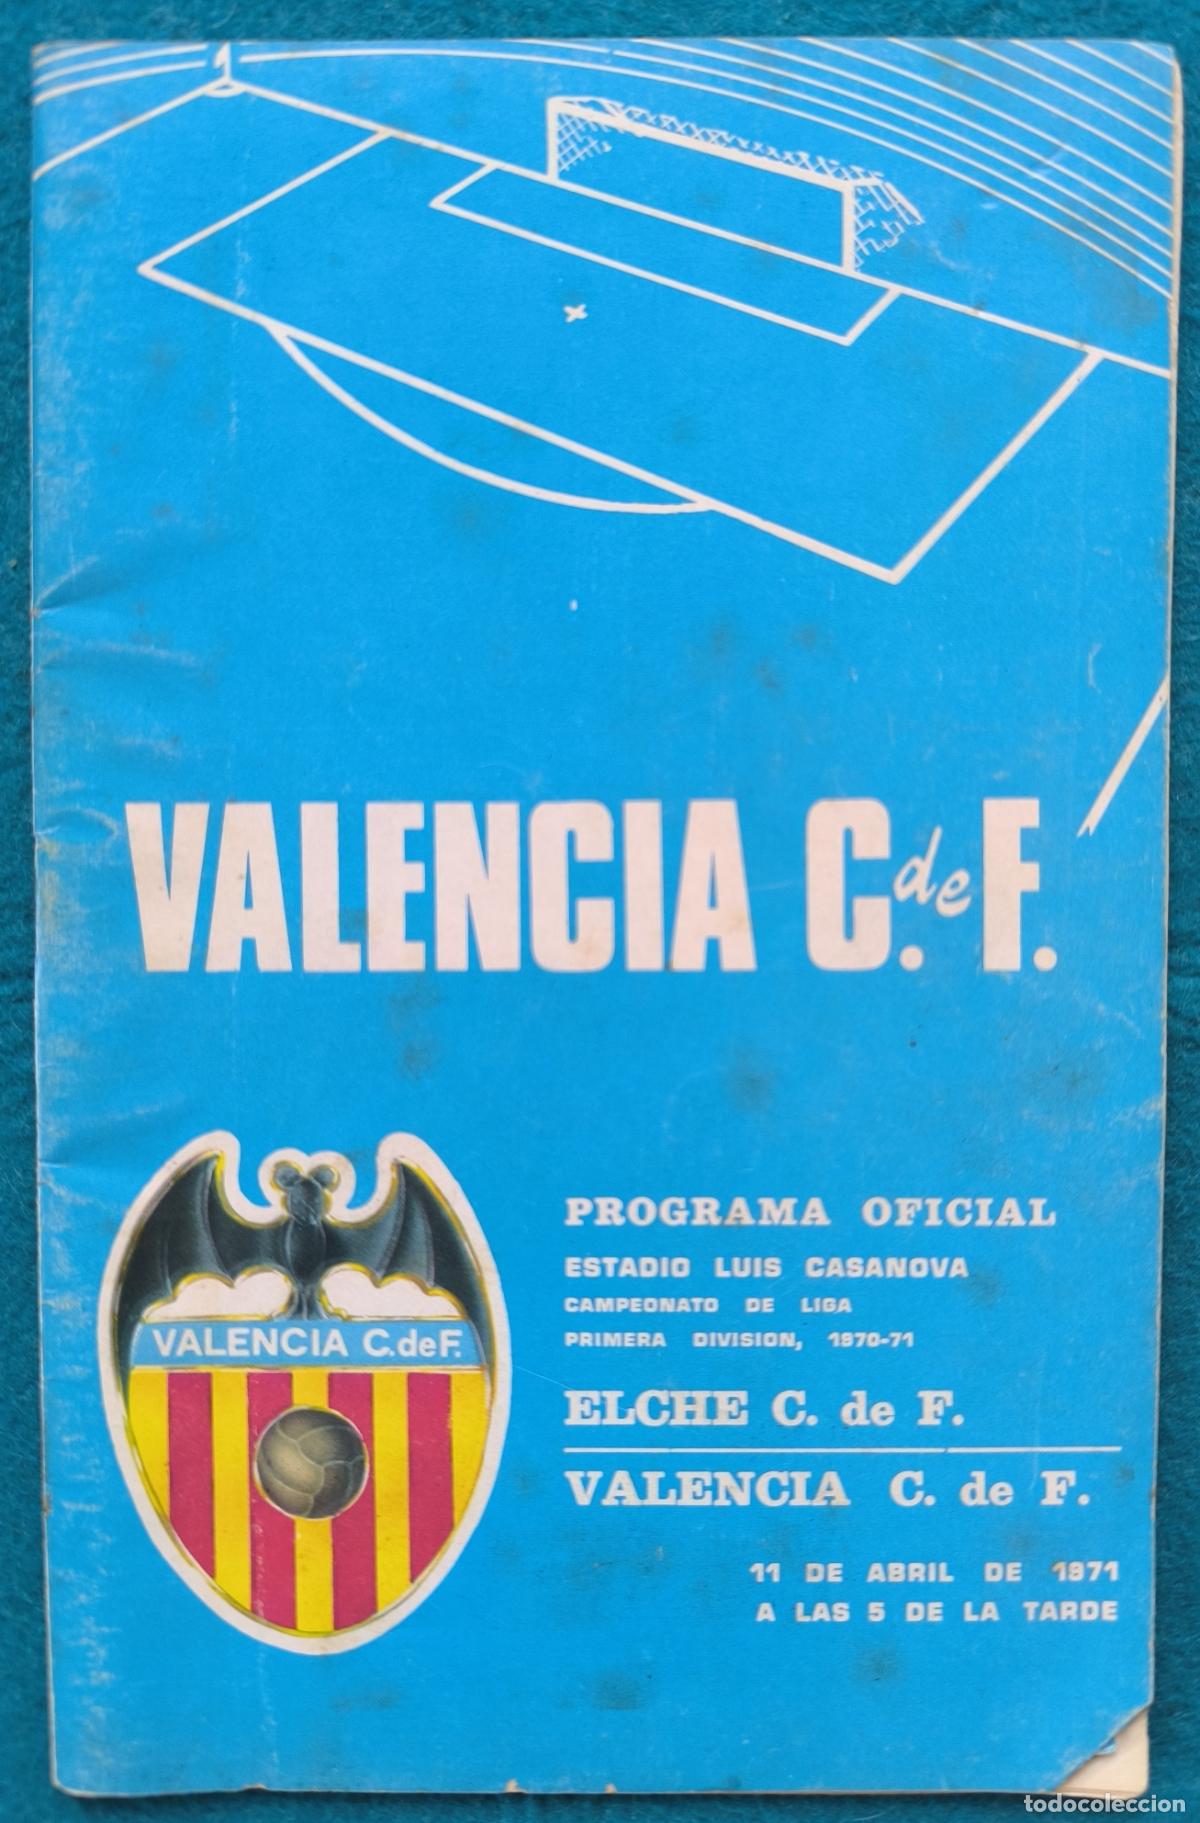 VALENCIA C. de F.
VALENCIA C. de F.
PROGRAMA OFICIAL
ESTADIO LUIS CASANOVA
CAMPEONATO DE LIGA
PRIMERA DIVISION, 1970-71
ELCHE C. de F.
VALENCIA C. de F.
11 DE ABRIL DE 1971
A LAS 5 DE LA TARDE
todocoleccion